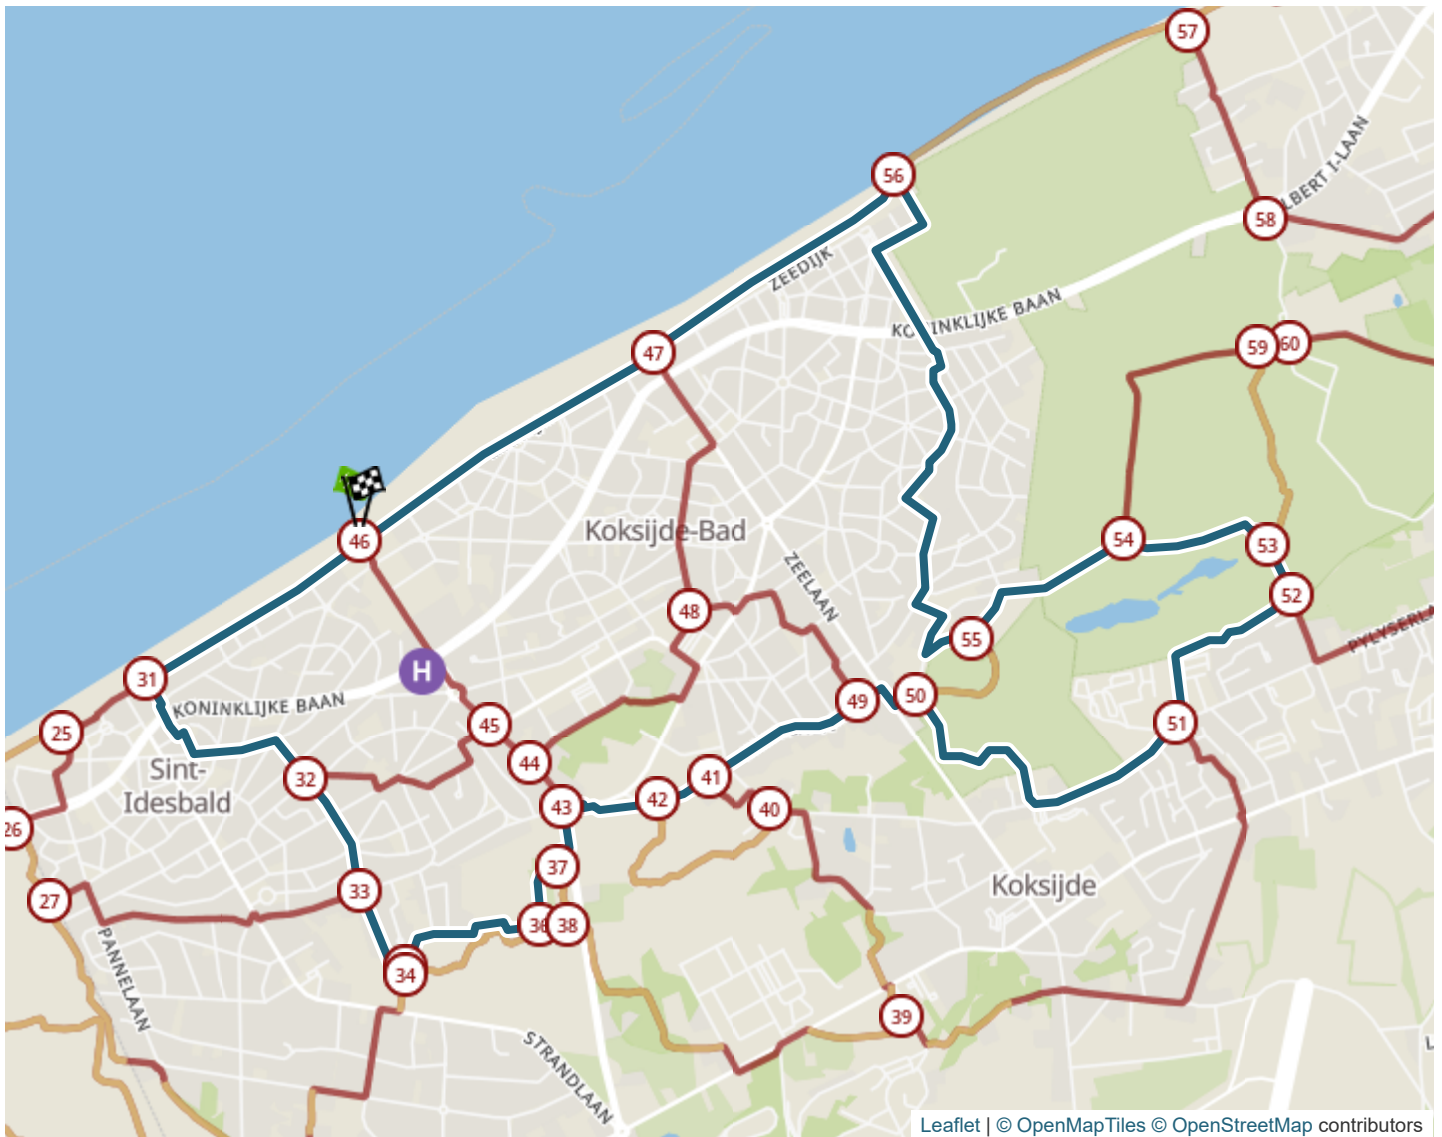 57
56
LBERT I-LAAN
58
ZEEDIJK
KONINKLIJKE BAAN
47
59
60
46
Koksijde-Bad
54
53
ZEELAAN
52
48
55
PYLYSERLA
H
31
KONINKLIJKE BAAN
49
50
25
45
51
Sint-
Idesbald
44
32
41
42
43
40
26
37
33
Koksijde
27
36
38
PANNELAAN
34
39
STRANDLAAN
L
Leaflet | © OpenMapTiles © OpenStreetMap contributors